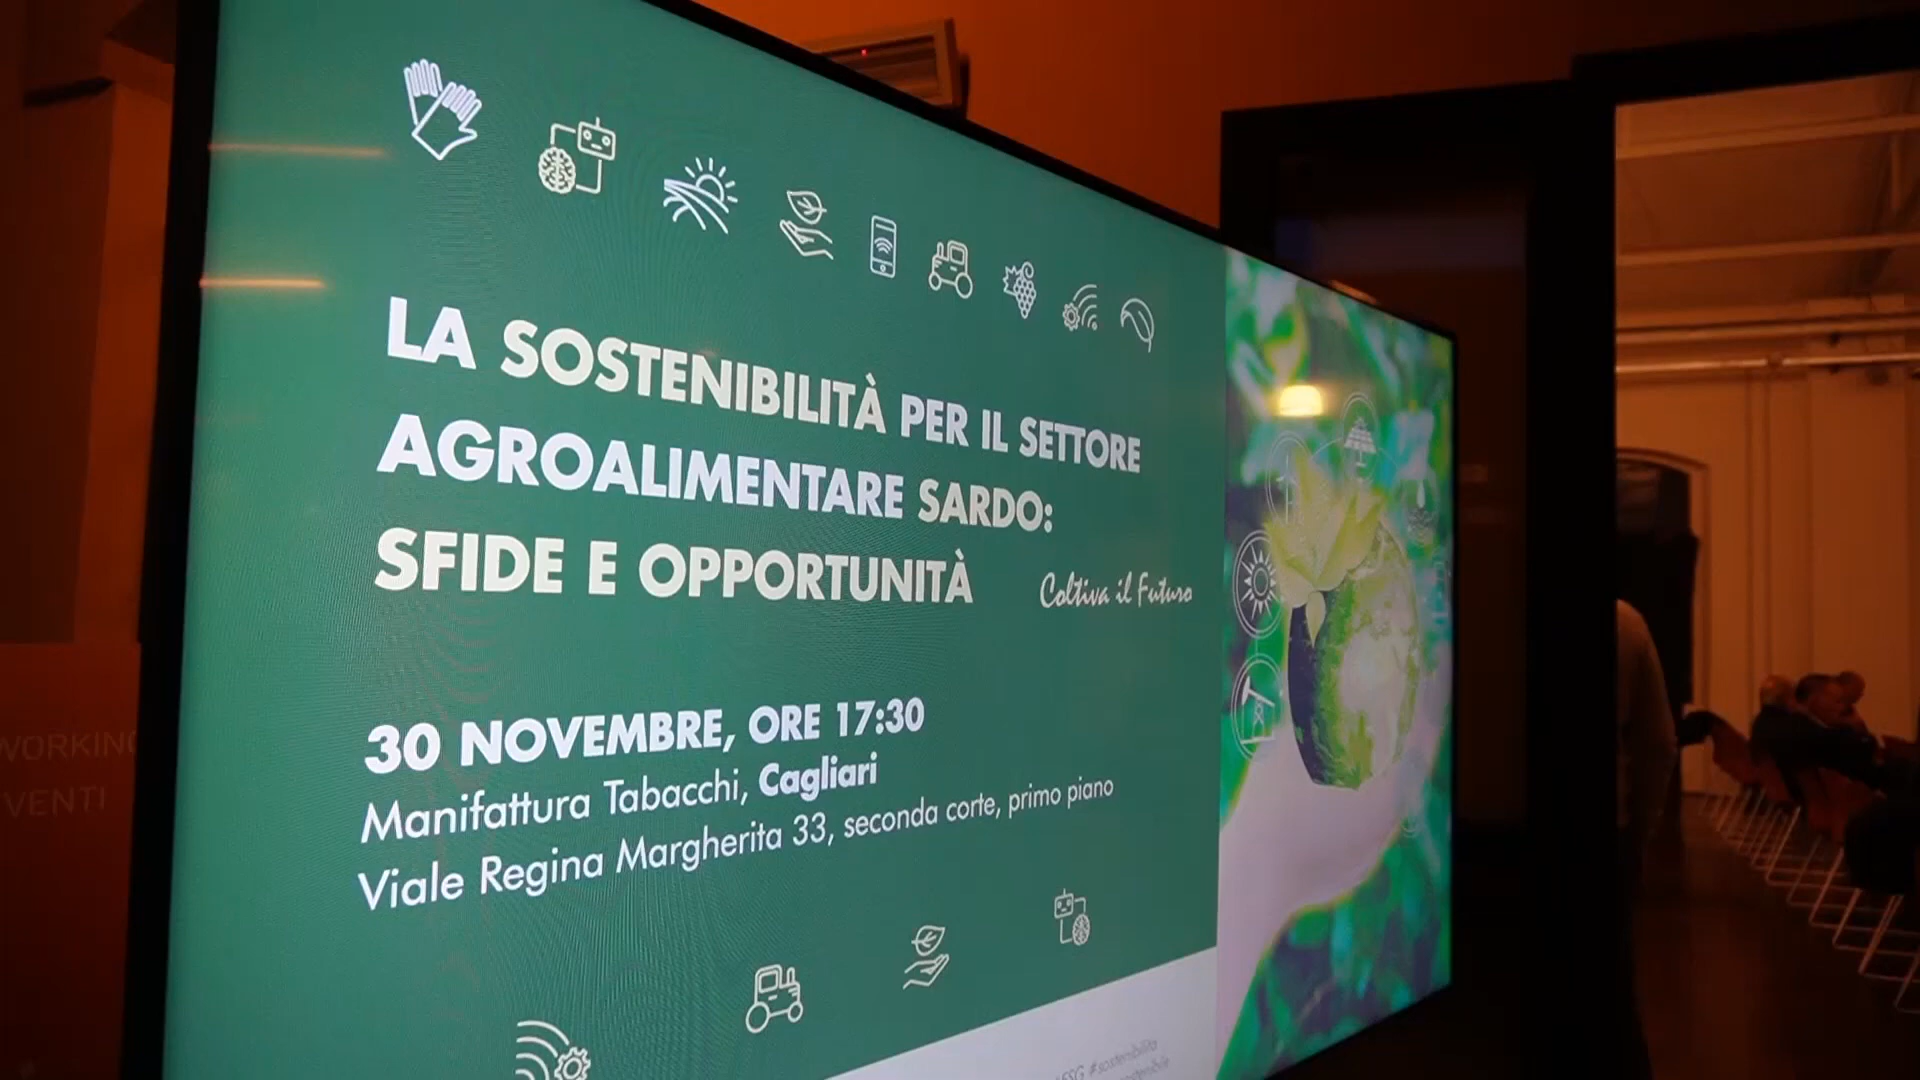 LA SOSTENIBILITÀ PER IL SETTORE
AGROALIMENTARE SARDO:
SFIDE E OPPORTUNITÀ
Coltiva il Futuro
30 NOVEMBRE, ORE 17:30
Manifattura Tabacchi, Cagliari
Viale Regina Margherita 33, seconda corte, primo piano
#sostenibilità